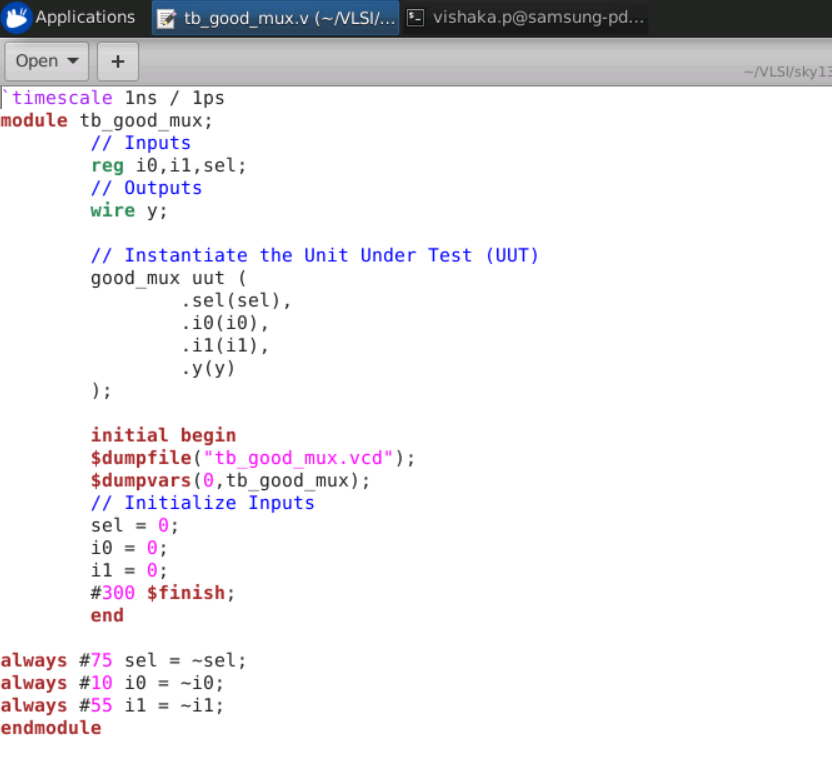 Applications tb_good_mux.v (~/VLSI/... vishaka.p@samsung-pd...
Open +
~/VLSI/sky13
`timescale 1ns / 1ps
module tb_good_mux;
        // Inputs
        reg i0,i1,sel;
        // Outputs
        wire y;
        // Instantiate the Unit Under Test (UUT)
        good_mux uut (
                .sel(sel),
                .i0(i0),
                .i1(i1),
                .y(y)
        );
        initial begin
        $dumpfile("tb_good_mux.vcd");
        $dumpvars(0,tb_good_mux);
        // Initialize Inputs
        sel = 0;
        i0 = 0;
        i1 = 0;
        #300 $finish;
        end
always #75 sel = ~sel;
always #10 i0 = ~i0;
always #55 i1 = ~i1;
endmodule